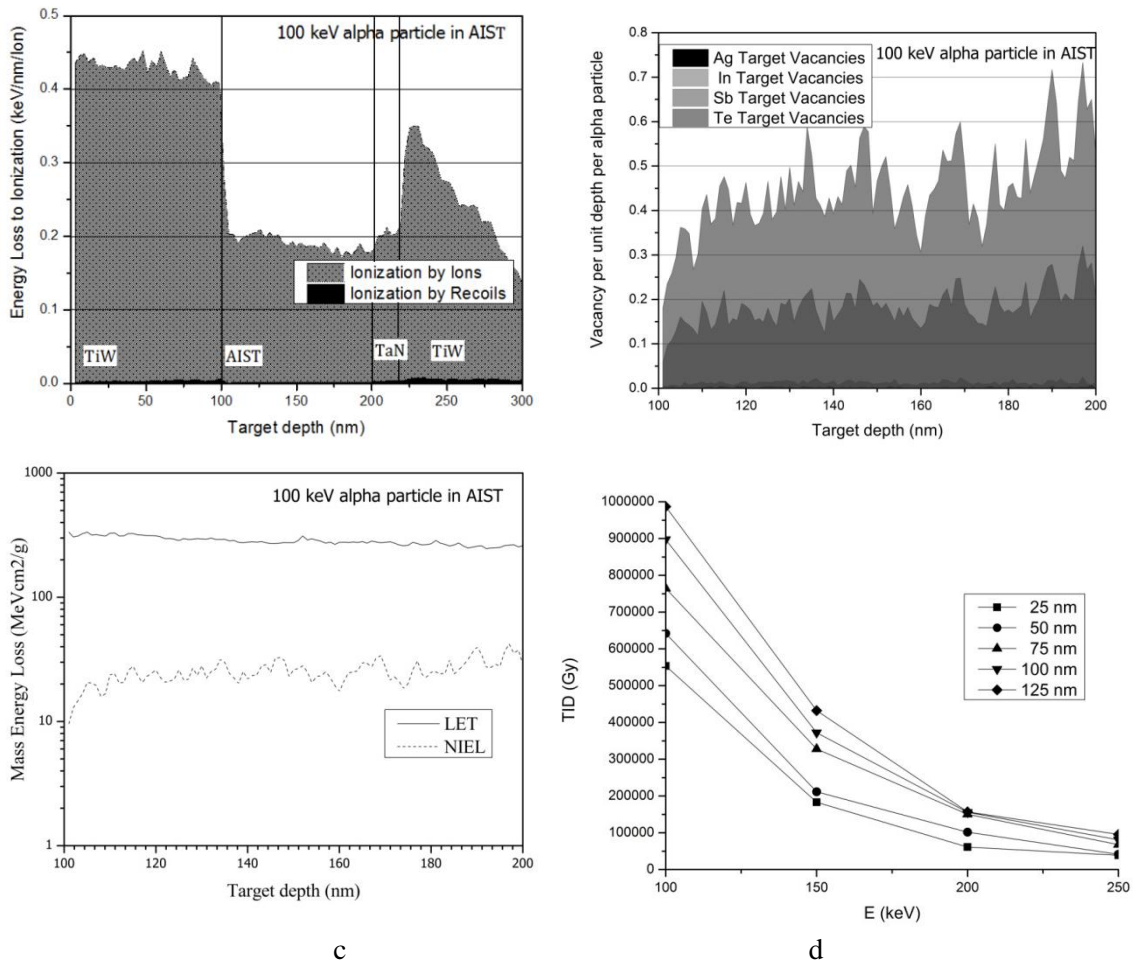 0.5
0.4
0.3
0.2
0.1
0.0
Energy Loss to Ionization (keV/nm/Ion)
100 keV alpha particle in AIST
Ionization by Ions
Ionization by Recoils
TiW
AIST
TaN
TiW
0
50
100
150
200
250
300
Target depth (nm)
0.8
0.7
0.6
0.5
0.4
0.3
0.2
0.1
0.0
Vacancy per unit depth per alpha particle
Ag Target Vacancies
In Target Vacancies
Sb Target Vacancies
Te Target Vacancies
100 keV alpha particle in AIST
100
120
140
160
180
200
Target depth (nm)
1000
100
10
1
Mass Energy Loss (MeVcm2/g)
100 keV alpha particle in AIST
LET
NIEL
100
120
140
160
180
200
Target depth (nm)
c
1000000
900000
800000
700000
600000
500000
400000
300000
200000
100000
0
TID (Gy)
25 nm
50 nm
75 nm
100 nm
125 nm
100
150
200
250
E (keV)
d